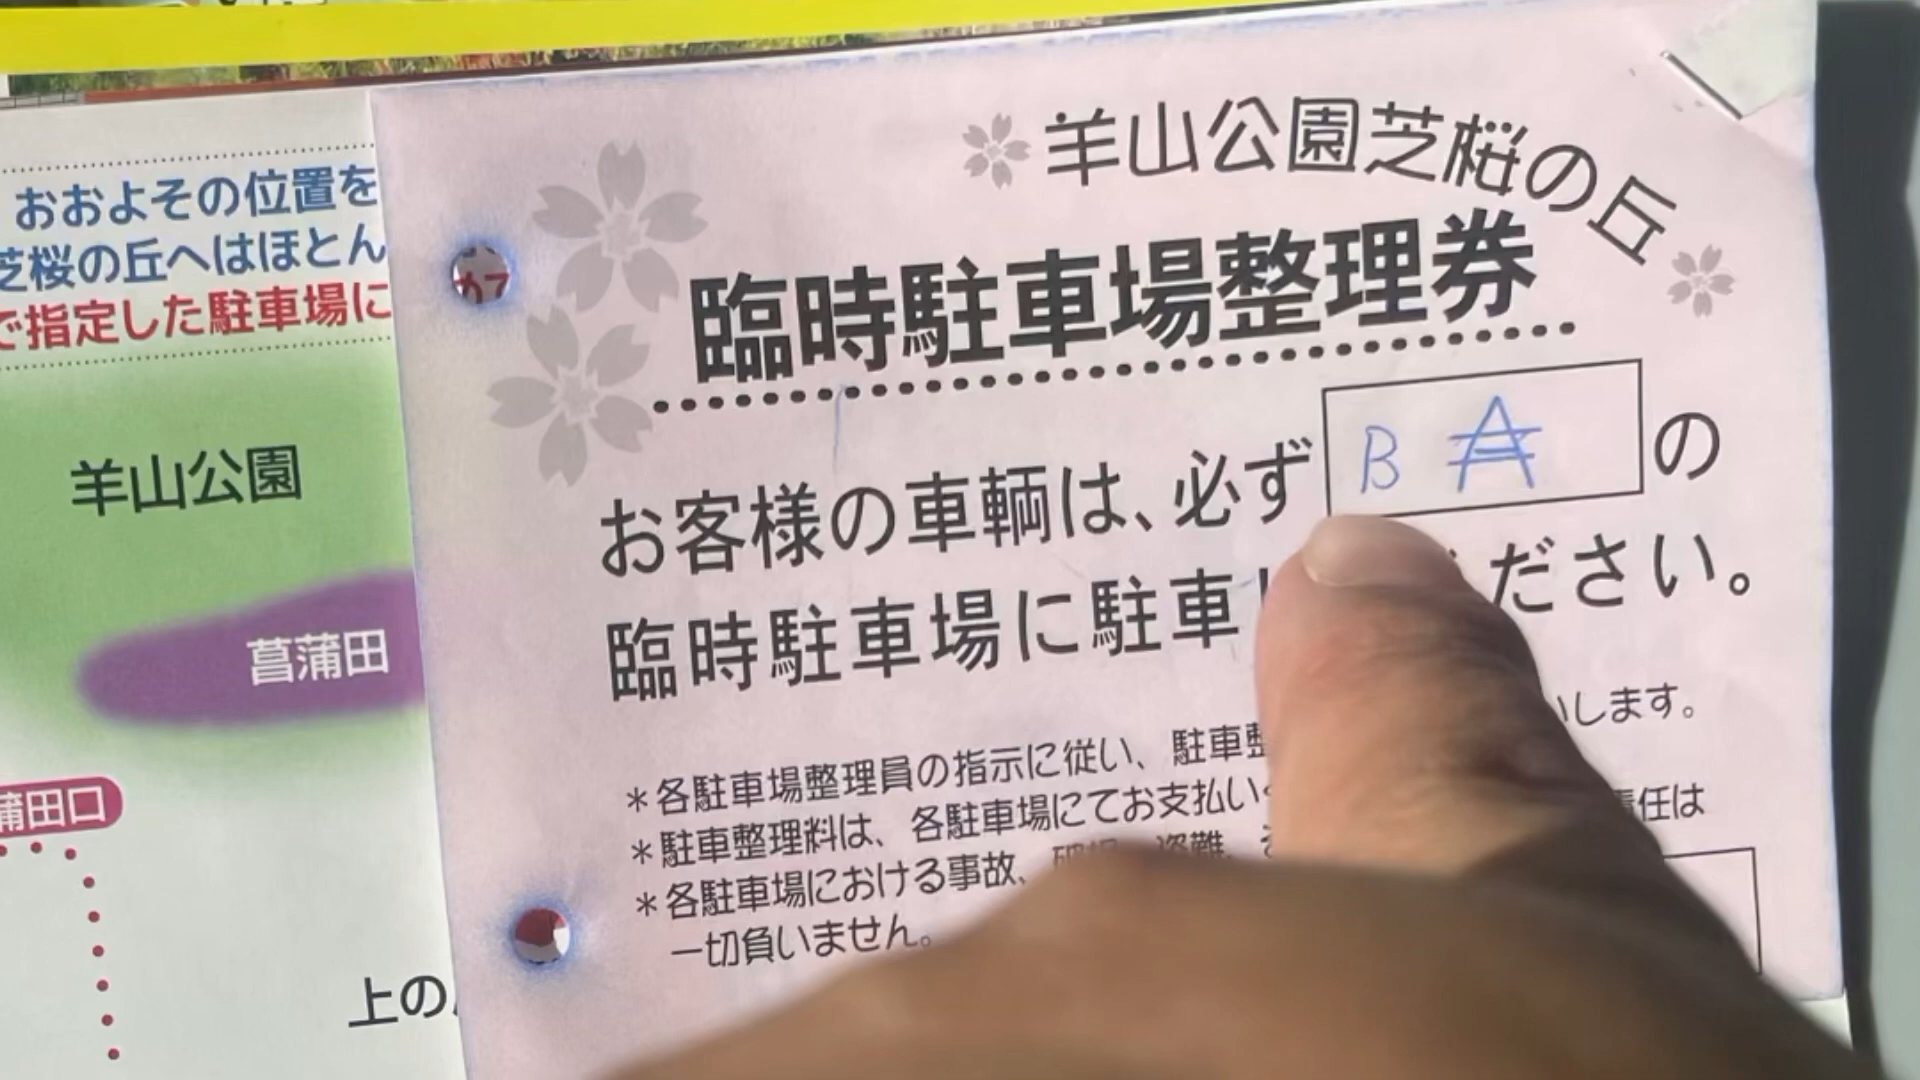 おおよその位置を
芝桜の丘へはほとん
で指定した駐車場に
羊山公園
菖蒲田
蒲田口
上の
羊山公園芝桜の丘
臨時駐車場整理券
お客様の車輌は、必ず B A の
臨時駐車場に駐車 ださい。
＊各駐車場整理員の指示に従い、駐車整 します。
＊駐車整理料は、各駐車場にてお支払い
＊各駐車場における事故、 盗難、 責任は
一切負いません。